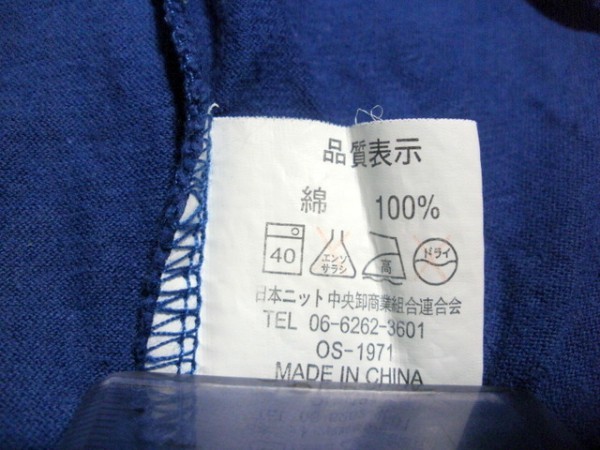 品質表示
綿 100%
40 エンソ サラシ 高 ドライ
日本ニット中央卸商業組合連合会
TEL 06-6262-3601
OS-1971
MADE IN CHINA